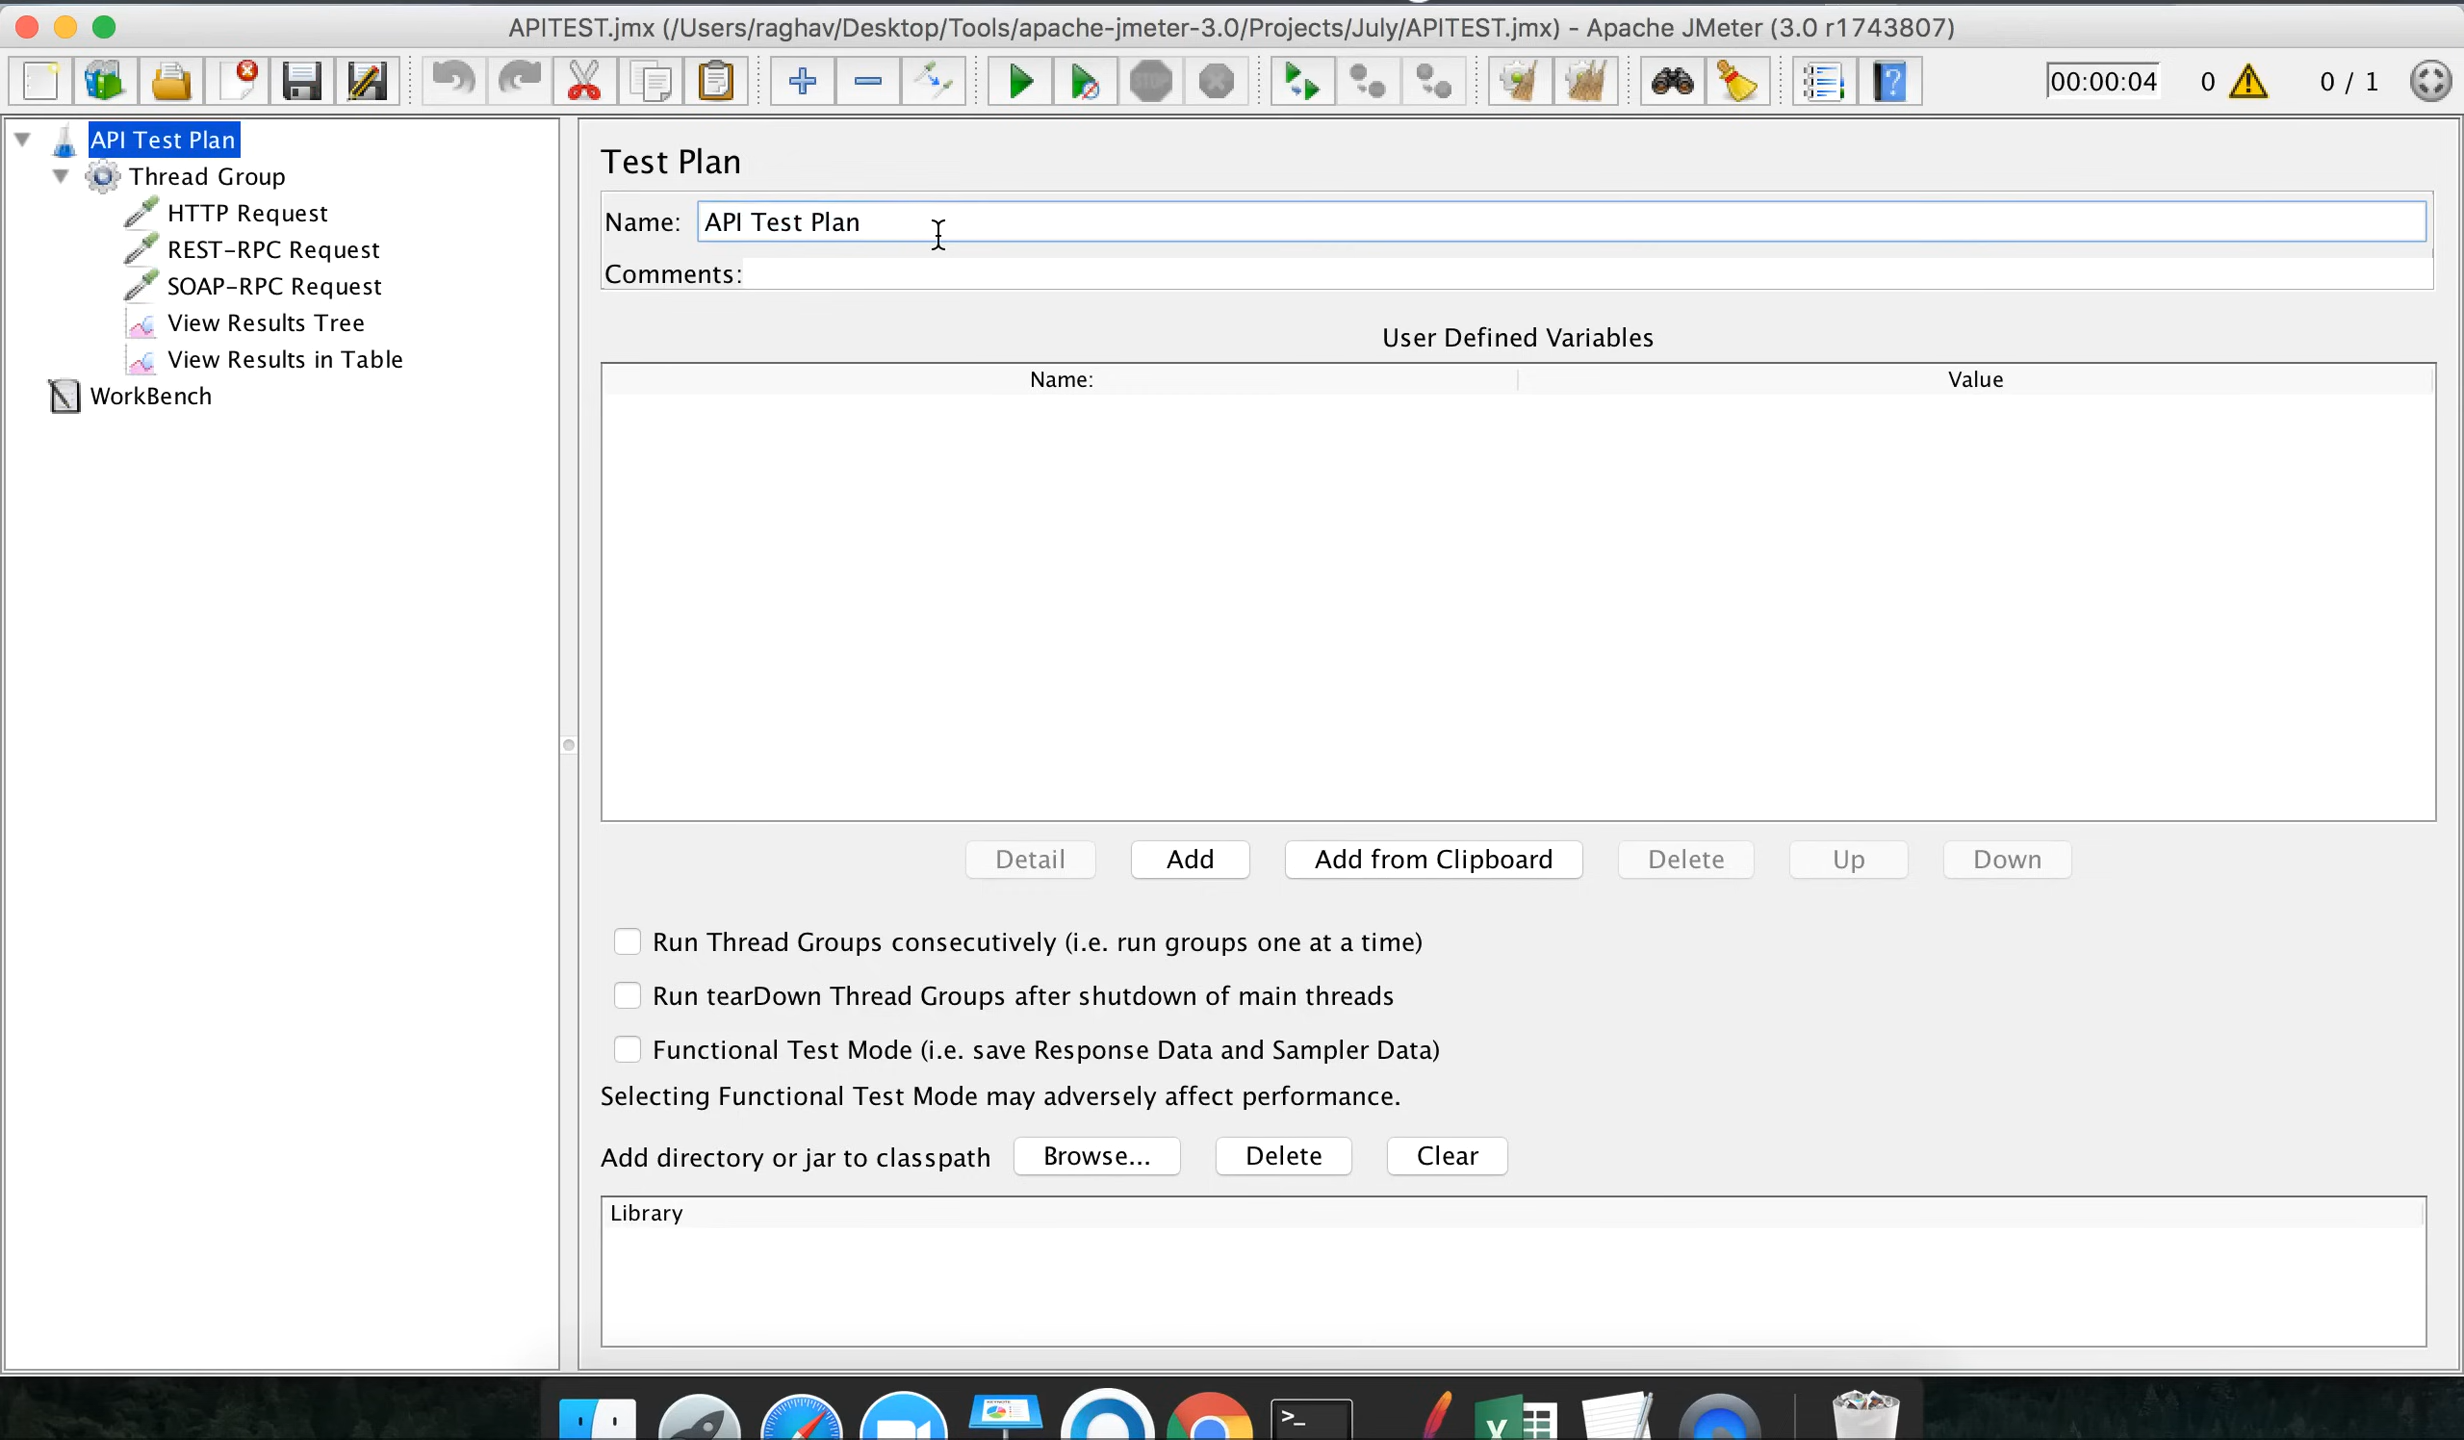 APITEST.jmx (/Users/raghav/Desktop/Tools/apache-jmeter-3.0/Projects/July/APITEST.jmx) - Apache JMeter (3.0 r1743807)
STOP
?
00:00:04
0
0 / 1
API Test Plan
Thread Group
HTTP Request
REST-RPC Request
SOAP-RPC Request
View Results Tree
View Results in Table
WorkBench
Test Plan
Name: API Test Plan
Comments:
User Defined Variables
Name: Value
Detail Add Add from Clipboard Delete Up Down
Run Thread Groups consecutively (i.e. run groups one at a time)
Run tearDown Thread Groups after shutdown of main threads
Functional Test Mode (i.e. save Response Data and Sampler Data)
Selecting Functional Test Mode may adversely affect performance.
Add directory or jar to classpath Browse... Delete Clear
Library
>_
X